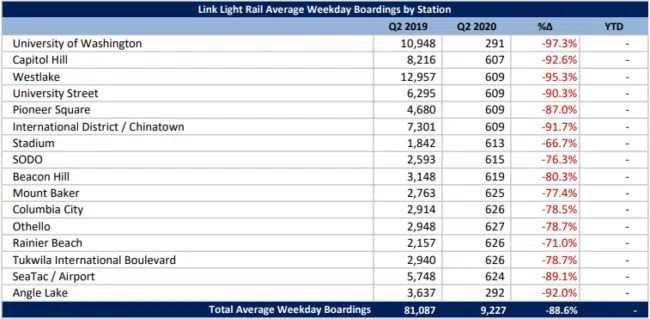 Link Light Rail Average Weekday Boardings by Station
Q2 2019 Q2 2020 %Δ YTD
University of Washington 10,948 291 -97.3% -
Capitol Hill 8,216 607 -92.6% -
Westlake 12,957 609 -95.3% -
University Street 6,295 609 -90.3% -
Pioneer Square 4,680 609 -87.0% -
International District / Chinatown 7,301 609 -91.7% -
Stadium 1,842 613 -66.7% -
SODO 2,593 615 -76.3% -
Beacon Hill 3,148 619 -80.3% -
Mount Baker 2,763 625 -77.4% -
Columbia City 2,914 626 -78.5% -
Othello 2,948 627 -78.7% -
Rainier Beach 2,157 626 -71.0% -
Tukwila International Boulevard 2,940 626 -78.7% -
SeaTac / Airport 5,748 624 -89.1% -
Angle Lake 3,637 292 -92.0% -
Total Average Weekday Boardings 81,087 9,227 -88.6% -